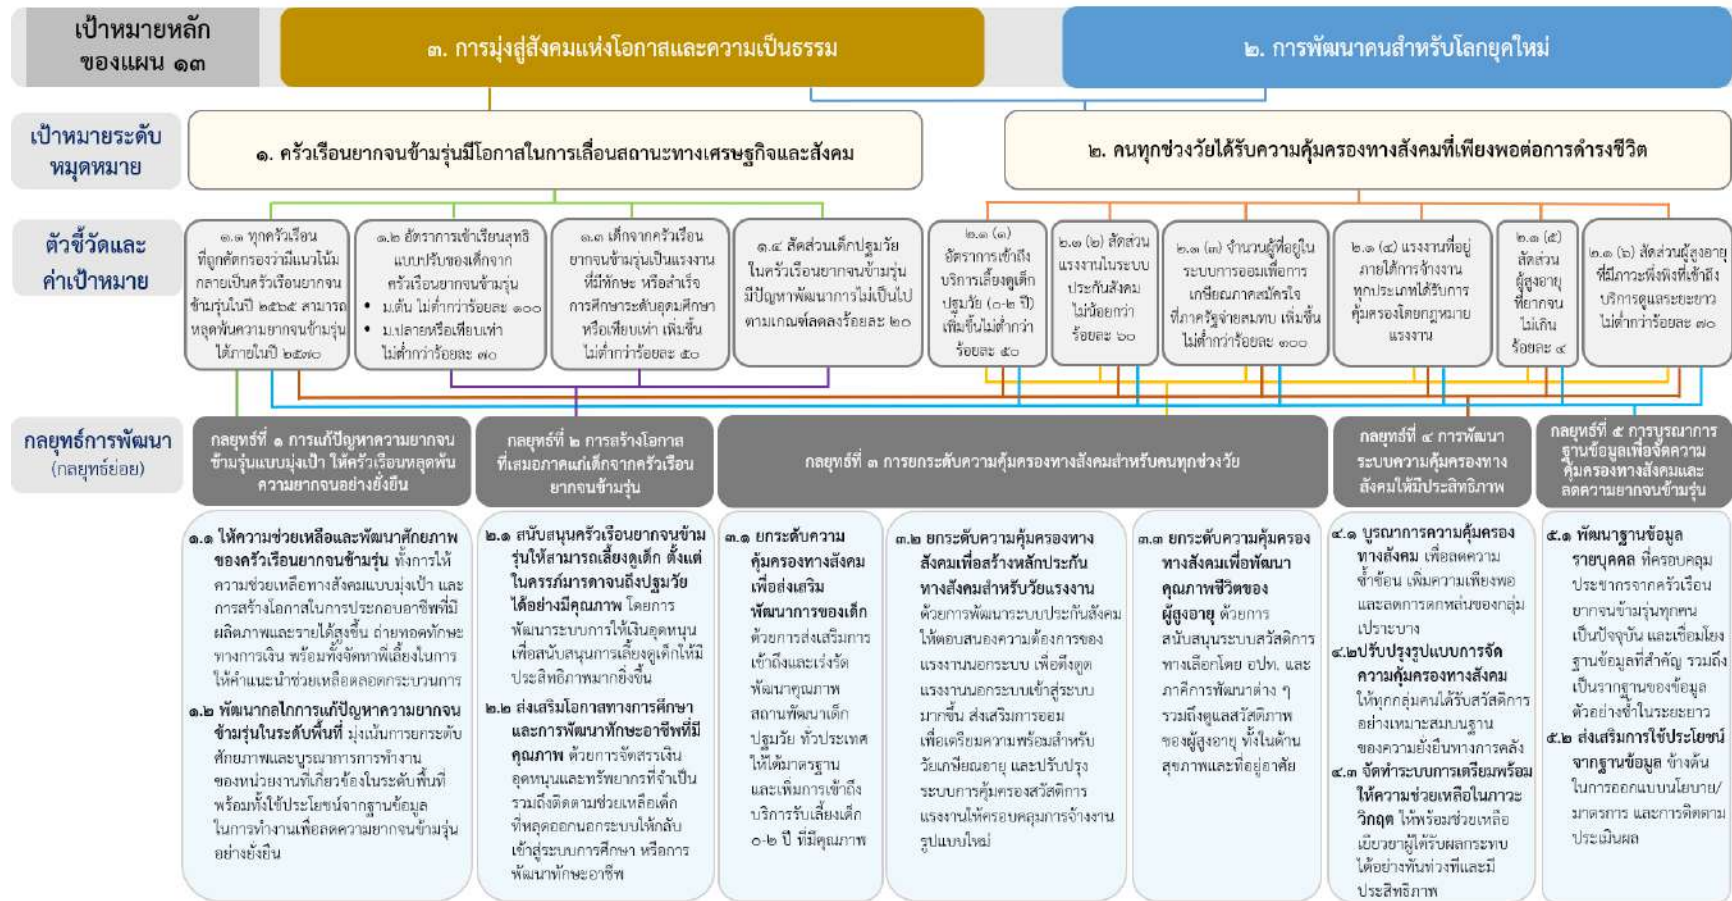 เป้าหมายหลัก
ของแผน ๑๓
๓. การมุ่งสู่สังคมแห่งโอกาสและความเป็นธรรม
๒. การพัฒนาคนสำหรับโลกยุคใหม่
เป้าหมายระดับ
หมุดหมาย
๑. ครัวเรือนยากจนข้ามรุ่นมีโอกาสในการเลื่อนสถานะทางเศรษฐกิจและสังคม
๒. คนทุกช่วงวัยได้รับความคุ้มครองทางสังคมที่เพียงพอต่อการดำรงชีวิต
ตัวชี้วัดและ
ค่าเป้าหมาย
๑.๑ ทุกครัวเรือน
ที่ถูกคัดกรองว่ามีแนวโน้ม
กลายเป็นครัวเรือนยากจน
ข้ามรุ่นในปี ๒๕๖๕ สามารถ
หลุดพ้นความยากจนข้ามรุ่น
ได้ภายในปี ๒๕๗๐
๑.๒ อัตราการเข้าเรียนสุทธิ
แบบปรับของเด็กจาก
ครัวเรือนยากจนข้ามรุ่น
• ม.ต้น ไม่ต่ำกว่าร้อยละ ๑๐๐
• ม.ปลายหรือเทียบเท่า
ไม่ต่ำกว่าร้อยละ ๗๐
๑.๓ เด็กจากครัวเรือน
ยากจนข้ามรุ่นเป็นแรงงาน
ที่มีทักษะ หรือสำเร็จ
การศึกษาระดับอุดมศึกษา
หรือเทียบเท่า เพิ่มขึ้น
ไม่ต่ำกว่าร้อยละ ๕๐
๑.๔ สัดส่วนเด็กปฐมวัย
ในครัวเรือนยากจนข้ามรุ่น
มีปัญหาพัฒนาการไม่เป็นไป
ตามเกณฑ์ลดลงร้อยละ ๒๐
๒.๑ (๑)
อัตราการเข้าถึง
บริการเลี้ยงดูเด็ก
ปฐมวัย (๐-๒ ปี)
เพิ่มขึ้นไม่ต่ำกว่า
ร้อยละ ๕๐
๒.๑ (๒) สัดส่วน
แรงงานในระบบ
ประกันสังคม
ไม่น้อยกว่า
ร้อยละ ๖๐
๒.๑ (๓) จำนวนผู้ที่อยู่ใน
ระบบการออมเพื่อการ
เกษียณภาคสมัครใจ
ที่ภาครัฐจ่ายสมทบ เพิ่มขึ้น
ไม่ต่ำกว่าร้อยละ ๑๐๐
๒.๑ (๔) แรงงานที่อยู่
ภายใต้การจ้างงาน
ทุกประเภทได้รับการ
คุ้มครองโดยกฎหมาย
แรงงาน
๒.๑ (๕)
สัดส่วน
ผู้สูงอายุ
ที่ยากจน
ไม่เกิน
ร้อยละ ๔
๒.๑ (๖) สัดส่วนผู้สูงอายุ
ที่มีภาวะพึ่งพิงที่เข้าถึง
บริการดูแลระยะยาว
ไม่ต่ำกว่าร้อยละ ๗๐
กลยุทธ์การพัฒนา
(กลยุทธ์ย่อย)
กลยุทธ์ที่ ๑ การแก้ปัญหาความยากจน
ข้ามรุ่นแบบมุ่งเป้า ให้ครัวเรือนหลุดพ้น
ความยากจนอย่างยั่งยืน
กลยุทธ์ที่ ๒ การสร้างโอกาส
ที่เสมอภาคแก่เด็กจากครัวเรือน
ยากจนข้ามรุ่น
กลยุทธ์ที่ ๓ การยกระดับความคุ้มครองทางสังคมสำหรับคนทุกช่วงวัย
กลยุทธ์ที่ ๔ การพัฒนา
ระบบความคุ้มครองทาง
สังคมให้มีประสิทธิภาพ
กลยุทธ์ที่ ๕ การบูรณาการ
ฐานข้อมูลเพื่อจัดความ
คุ้มครองทางสังคมและ
ลดความยากจนข้ามรุ่น
๑.๑ ให้ความช่วยเหลือและพัฒนาศักยภาพ
ของครัวเรือนยากจนข้ามรุ่น ทั้งการให้
ความช่วยเหลือทางสังคมแบบมุ่งเป้า และ
การสร้างโอกาสในการประกอบอาชีพที่มี
ผลิตภาพและรายได้สูงขึ้น ถ่ายทอดทักษะ
ทางการเงิน พร้อมทั้งจัดหาพี่เลี้ยงในการ
ให้คำแนะนำช่วยเหลือตลอดกระบวนการ
๑.๒ พัฒนากลไกการแก้ปัญหาความยากจน
ข้ามรุ่นในระดับพื้นที่ มุ่งเน้นการยกระดับ
ศักยภาพและบูรณาการการทำงาน
ของหน่วยงานที่เกี่ยวข้องในระดับพื้นที่
พร้อมทั้งใช้ประโยชน์จากฐานข้อมูล
ในการทำงานเพื่อลดความยากจนข้ามรุ่น
อย่างยั่งยืน
๒.๑ สนับสนุนครัวเรือนยากจนข้าม
รุ่นให้สามารถเลี้ยงดูเด็ก ตั้งแต่
ในครรภ์มารดาจนถึงปฐมวัย
ได้อย่างมีคุณภาพ โดยการ
พัฒนาระบบการให้เงินอุดหนุน
เพื่อสนับสนุนการเลี้ยงดูเด็กให้มี
ประสิทธิภาพมากยิ่งขึ้น
๒.๒ ส่งเสริมโอกาสทางการศึกษา
และการพัฒนาทักษะอาชีพที่มี
คุณภาพ ด้วยการจัดสรรเงิน
อุดหนุนและทรัพยากรที่จำเป็น
รวมถึงติดตามช่วยเหลือเด็ก
ที่หลุดออกนอกระบบให้กลับ
เข้าสู่ระบบการศึกษา หรือการ
พัฒนาทักษะอาชีพ
๓.๑ ยกระดับความ
คุ้มครองทางสังคม
เพื่อส่งเสริม
พัฒนาการของเด็ก
ด้วยการส่งเสริมการ
เข้าถึงและเร่งรัด
พัฒนาคุณภาพ
สถานพัฒนาเด็ก
ปฐมวัย ทั่วประเทศ
ให้ได้มาตรฐาน
และเพิ่มการเข้าถึง
บริการรับเลี้ยงเด็ก
๐-๒ ปี ที่มีคุณภาพ
๓.๒ ยกระดับความคุ้มครองทาง
สังคมเพื่อสร้างหลักประกัน
ทางสังคมสำหรับวัยแรงงาน
ด้วยการพัฒนาระบบประกันสังคม
ให้ตอบสนองความต้องการของ
แรงงานนอกระบบ เพื่อดึงดูด
แรงงานนอกระบบเข้าสู่ระบบ
มากขึ้น ส่งเสริมการออม
เพื่อเตรียมความพร้อมสำหรับ
วัยเกษียณอายุ และปรับปรุง
ระบบการคุ้มครองสวัสดิการ
แรงงานให้ครอบคลุมการจ้างงาน
รูปแบบใหม่
๓.๓ ยกระดับความคุ้มครอง
ทางสังคมเพื่อพัฒนา
คุณภาพชีวิตของ
ผู้สูงอายุ ด้วยการ
สนับสนุนระบบสวัสดิการ
ทางเลือกโดย อปท. และ
ภาคีการพัฒนาต่าง ๆ
รวมถึงดูแลสวัสดิภาพ
ของผู้สูงอายุ ทั้งในด้าน
สุขภาพและที่อยู่อาศัย
๔.๑ บูรณาการความคุ้มครอง
ทางสังคม เพื่อลดความ
ซ้ำซ้อน เพิ่มความเพียงพอ
และลดการตกหล่นของกลุ่ม
เปราะบาง
๔.๒ปรับปรุงรูปแบบการจัด
ความคุ้มครองทางสังคม
ให้ทุกกลุ่มคนได้รับสวัสดิการ
อย่างเหมาะสมบนฐาน
ของความยั่งยืนทางการคลัง
๔.๓ จัดทำระบบการเตรียมพร้อม
ให้ความช่วยเหลือในภาวะ
วิกฤต ให้พร้อมช่วยเหลือ
เยียวยาผู้ได้รับผลกระทบ
ได้อย่างทันท่วงทีและมี
ประสิทธิภาพ
๕.๑ พัฒนาฐานข้อมูล
รายบุคคล ที่ครอบคลุม
ประชากรจากครัวเรือน
ยากจนข้ามรุ่นทุกคน
เป็นปัจจุบัน และเชื่อมโยง
ฐานข้อมูลที่สำคัญ รวมถึง
เป็นรากฐานของข้อมูล
ตัวอย่างซ้ำในระยะยาว
๕.๒ ส่งเสริมการใช้ประโยชน์
จากฐานข้อมูล ข้างต้น
ในการออกแบบนโยบาย/
มาตรการ และการติดตาม
ประเมินผล